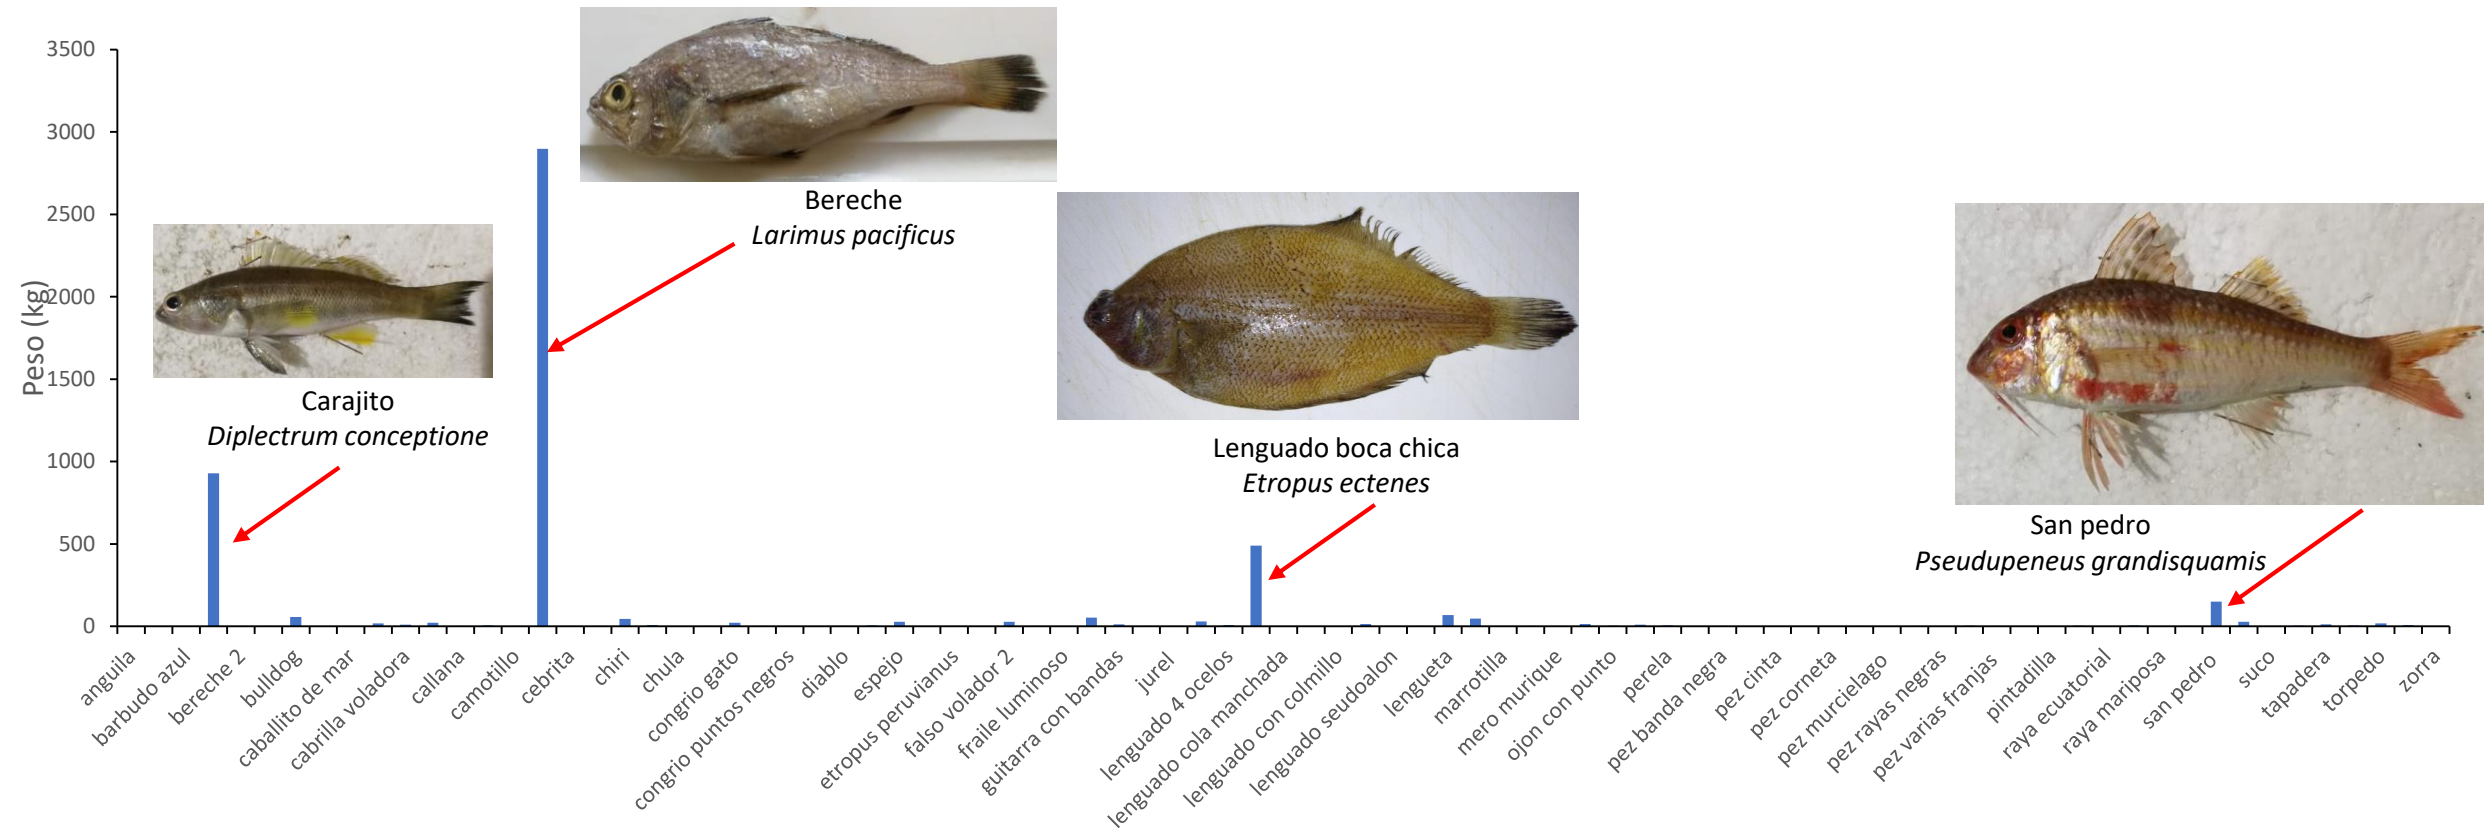 3500
3000
2500
2000
1500
1000
500
0
Peso (kg)
Bereche
Larimus pacificus
Carajito
Diplectrum conceptione
Lenguado boca chica
Etropus ectenes
San pedro
Pseudupeneus grandisquamis
anguila
barbudo azul
bereche 2
bulldog
caballito de mar
cabrilla voladora
callana
camotillo
cebrita
chiri
chula
congrio gato
congrio puntos negros
diablo
espejo
etropus peruvianus
falso volador 2
fraile luminoso
guitarra con bandas
jurel
lenguado 4 ocelos
lenguado cola manchada
lenguado con colmillo
lenguado seudoalon
lengueta
marrotilla
mero murique
ojon con punto
perela
pez banda negra
pez cinta
pez corneta
pez murcielago
pez rayas negras
pez varias franjas
pintadilla
raya ecuatorial
raya mariposa
san pedro
suco
tapadera
torpedo
zorra